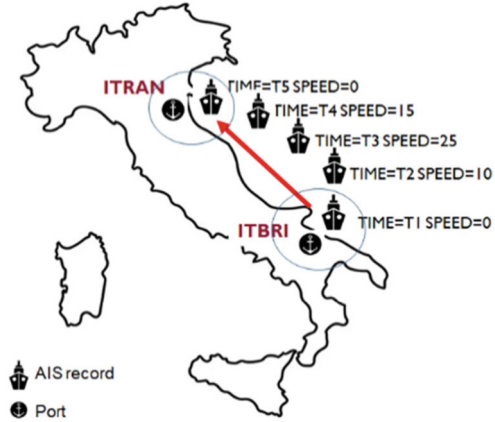 ITRAN
TIME=T5 SPEED=0
TIME=T4 SPEED=15
TIME=T3 SPEED=25
TIME=T2 SPEED=10
ITBRI
TIME=T1 SPEED=0
AIS record
Port